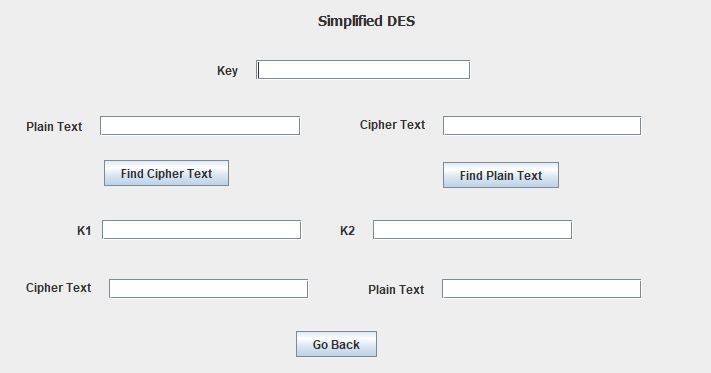 Simplified DES
Key
Plain Text
Cipher Text
Find Cipher Text
Find Plain Text
K1
K2
Cipher Text
Plain Text
Go Back